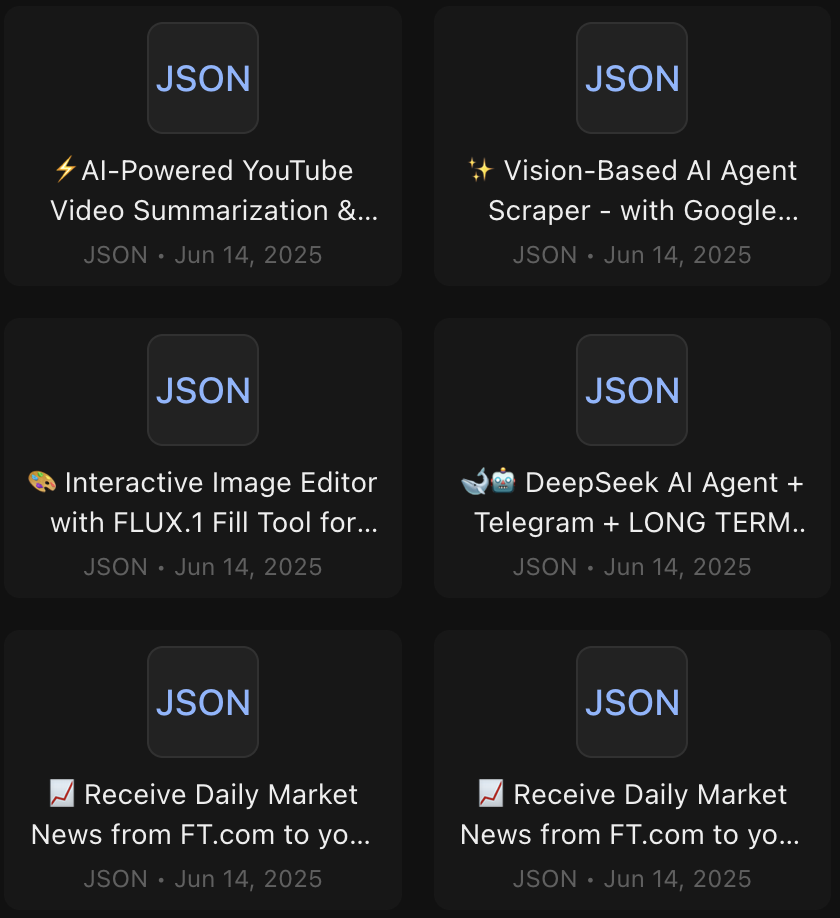 JSON
⚡AI-Powered YouTube
Video Summarization &...
JSON • Jun 14, 2025
JSON
✨ Vision-Based AI Agent
Scraper - with Google...
JSON • Jun 14, 2025
JSON
🎨 Interactive Image Editor
with FLUX.1 Fill Tool for...
JSON • Jun 14, 2025
JSON
🐋🤖 DeepSeek AI Agent +
Telegram + LONG TERM..
JSON • Jun 14, 2025
JSON
📈 Receive Daily Market
News from FT.com to yo...
JSON • Jun 14, 2025
JSON
📈 Receive Daily Market
News from FT.com to yo...
JSON • Jun 14, 2025